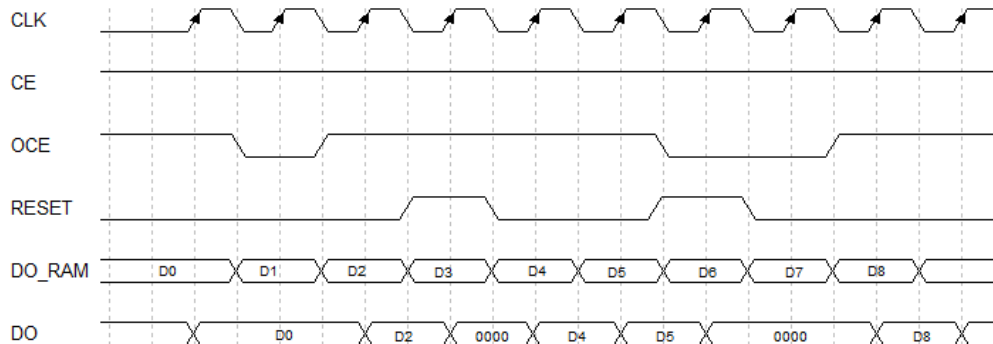 CLK
CE
OCE
RESET
DO_RAM D0 D1 D2 D3 D4 D5 D6 D7 D8
DO D0 D2 0000 D4 D5 0000 D8